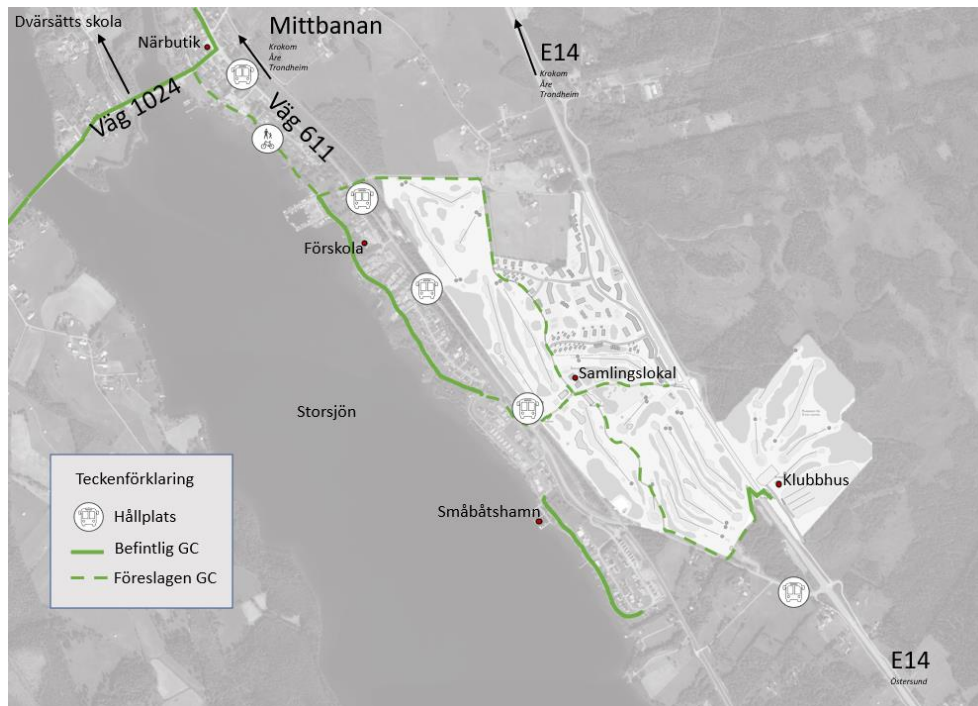 Dvärsätts skola
Närbutik
Mittbanan
Krokom
Åre
Trondheim
E14
Krokom
Åre
Trondheim
Väg 1024
Väg 611
Förskola
Samlingslokal
Storsjön
Klubbhus
Småbåtshamn
Teckenförklaring
Hållplats
Befintlig GC
Föreslagen GC
E14
Östersund